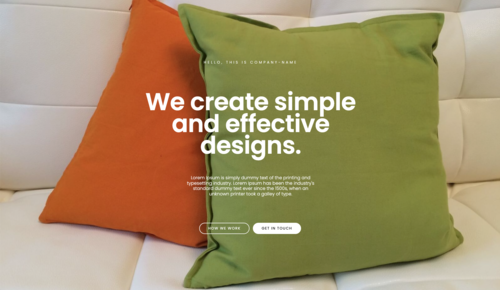 HELLO, THIS IS COMPANY-NAME
We create simple
and effective
designs.
Lorem Ipsum is simply dummy text of the printing and
typesetting industry. Lorem Ipsum has been the industry's
standard dummy text ever since the 1500s, when an
unknown printer took a galley of type.
HOW WE WORK
GET IN TOUCH